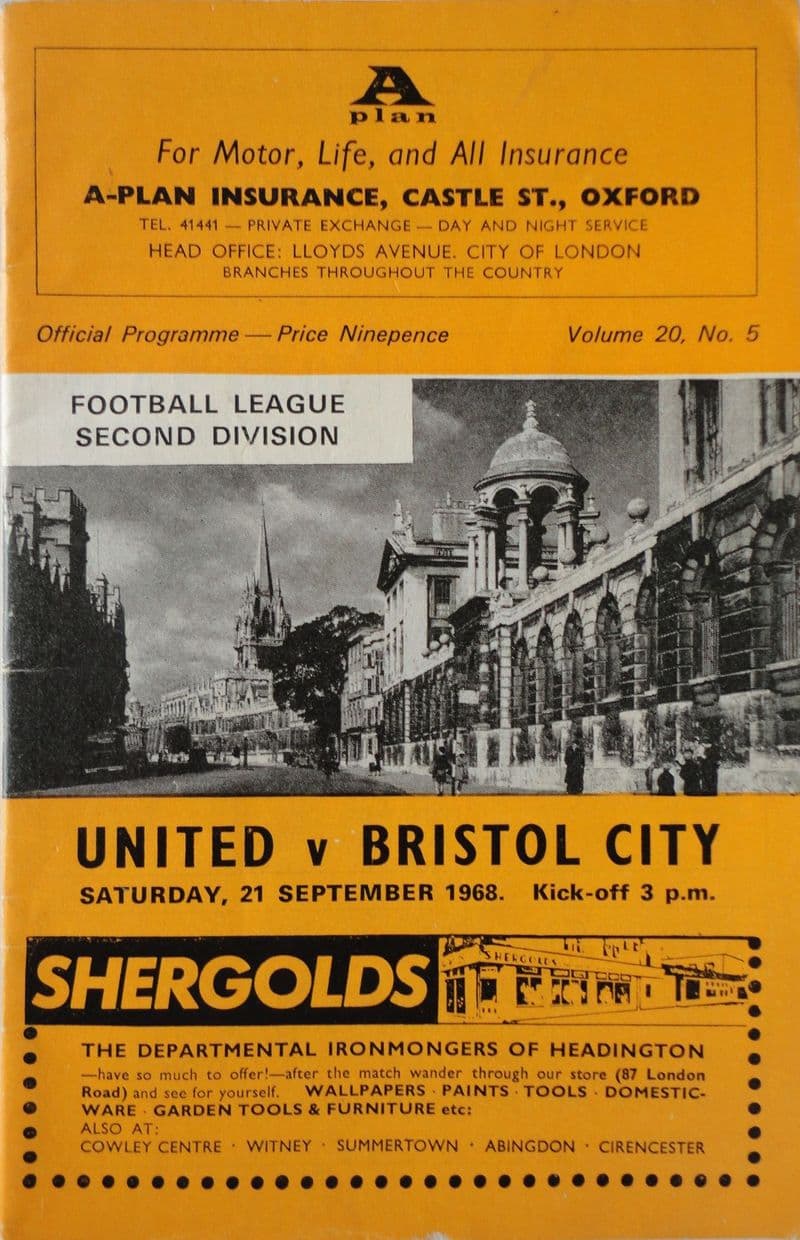 A
plan
For Motor, Life, and All Insurance
A-PLAN INSURANCE, CASTLE ST., OXFORD
TEL. 41441 — PRIVATE EXCHANGE — DAY AND NIGHT SERVICE
HEAD OFFICE: LLOYDS AVENUE. CITY OF LONDON
BRANCHES THROUGHOUT THE COUNTRY
Official Programme — Price Ninepence Volume 20, No. 5
FOOTBALL LEAGUE
SECOND DIVISION
UNITED v BRISTOL CITY
SATURDAY, 21 SEPTEMBER 1968. Kick-off 3 p.m.
SHERGOLDS
SHERGOLDS
THE DEPARTMENTAL IRONMONGERS OF HEADINGTON
—have so much to offer!—after the match wander through our store (87 London
Road) and see for yourself. WALLPAPERS · PAINTS · TOOLS · DOMESTIC-
WARE · GARDEN TOOLS & FURNITURE etc:
ALSO AT:
COWLEY CENTRE · WITNEY · SUMMERTOWN · ABINGDON · CIRENCESTER